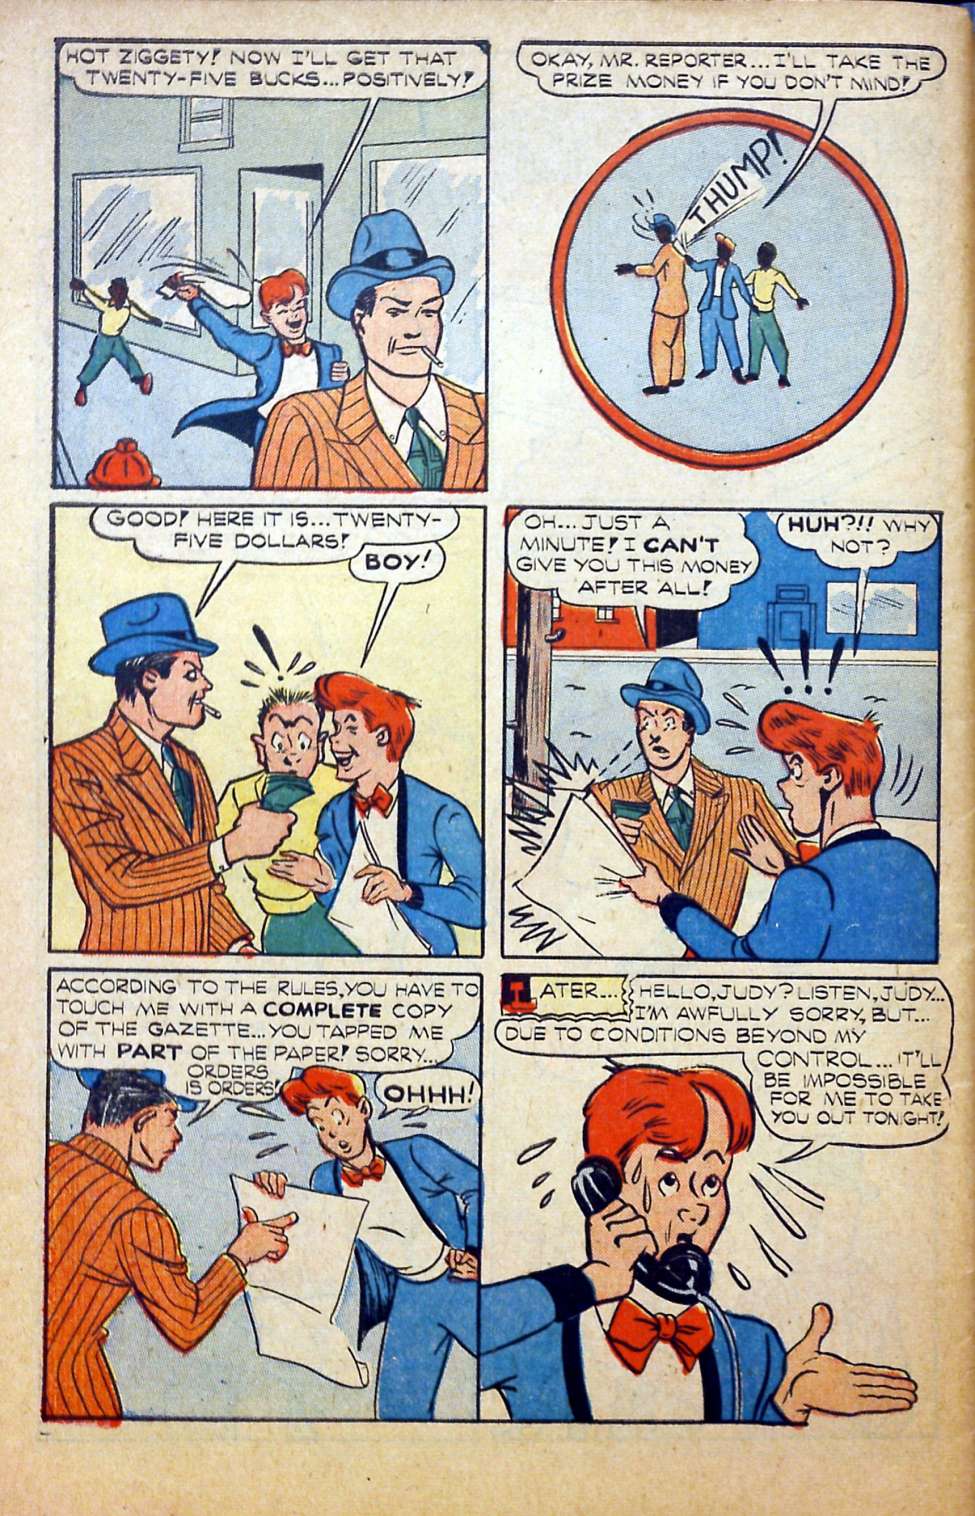 HOT ZIGGETY! NOW I'LL GET THAT
TWENTY-FIVE BUCKS...POSITIVELY!
OKAY, MR. REPORTER...I'LL TAKE THE
PRIZE MONEY IF YOU DON'T MIND!
THUMP!
GOOD! HERE IT IS...TWENTY-
FIVE DOLLARS!
BOY!
OH...JUST A
MINUTE! I CAN'T
GIVE YOU THIS MONEY
AFTER ALL!
HUH?!! WHY
NOT?
ACCORDING TO THE RULES, YOU HAVE TO
TOUCH ME WITH A COMPLETE COPY
OF THE GAZETTE...YOU TAPPED ME
WITH PART OF THE PAPER! SORRY...
ORDERS
IS ORDERS!
OHHH!
LATER...
HELLO, JUDY? LISTEN, JUDY...
I'M AWFULLY SORRY, BUT...
DUE TO CONDITIONS BEYOND MY
CONTROL...IT'LL
BE IMPOSSIBLE
FOR ME TO TAKE
YOU OUT TONIGHT!